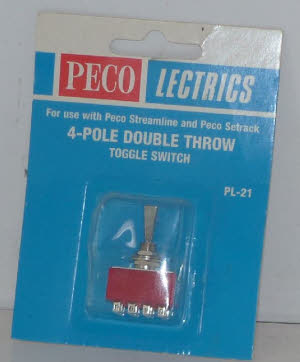 PECO LECTRICS
For use with Peco Streamline and Peco Setrack
4-POLE DOUBLE THROW
TOGGLE SWITCH
PL-21